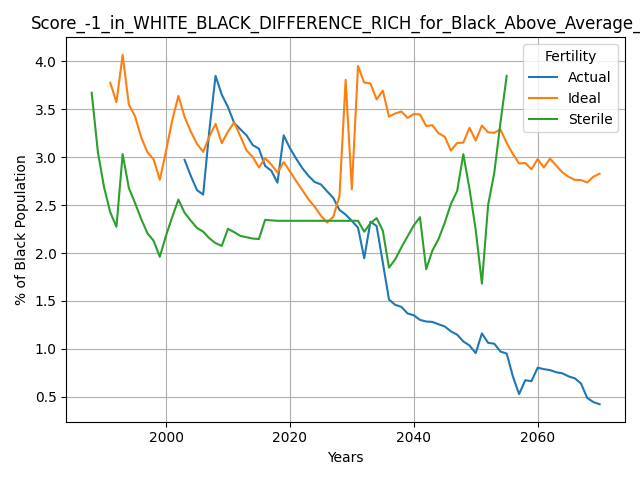 Score_-1_in_WHITE_BLACK_DIFFERENCE_RICH_for_Black_Above_Average_
4.0
3.5
3.0
2.5
2.0
1.5
1.0
0.5
% of Black Population
Fertility
Actual
Ideal
Sterile
2000
2020
2040
2060
Years